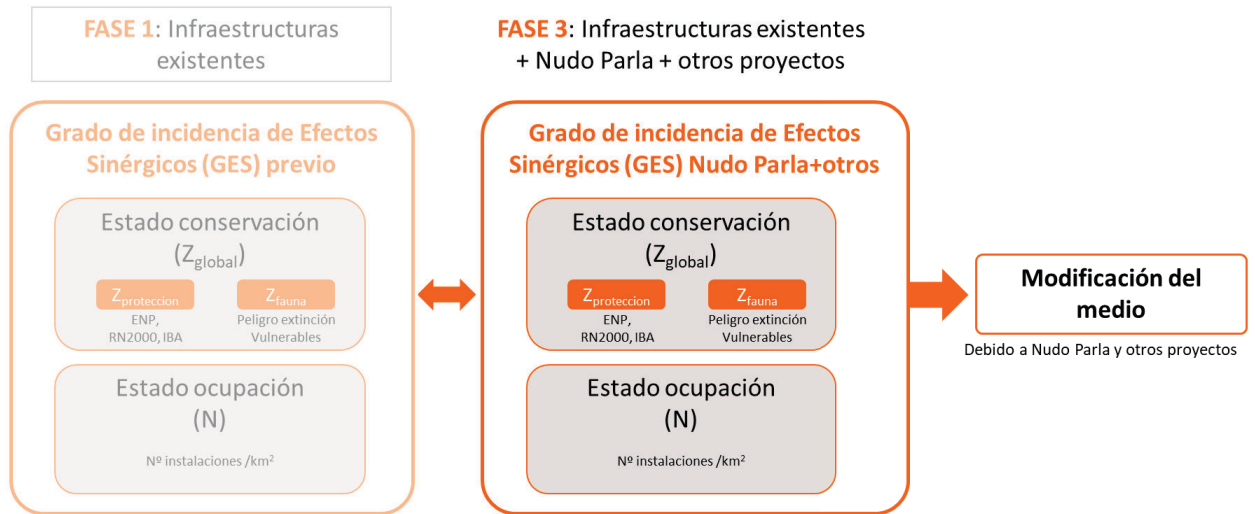 FASE 1: Infraestructuras
existentes
Grado de incidencia de Efectos
Sinérgicos (GES) previo
Estado conservación
(Zglobal)
Zproteccion
ENP,
RN2000, IBA
Zfauna
Peligro extinción
Vulnerables
Estado ocupación
(N)
Nº instalaciones /km²
FASE 3: Infraestructuras existentes
+ Nudo Parla + otros proyectos
Grado de incidencia de Efectos
Sinérgicos (GES) Nudo Parla+otros
Estado conservación
(Zglobal)
Zproteccion
ENP,
RN2000, IBA
Zfauna
Peligro extinción
Vulnerables
Estado ocupación
(N)
Nº instalaciones /km²
Modificación del
medio
Debido a Nudo Parla y otros proyectos